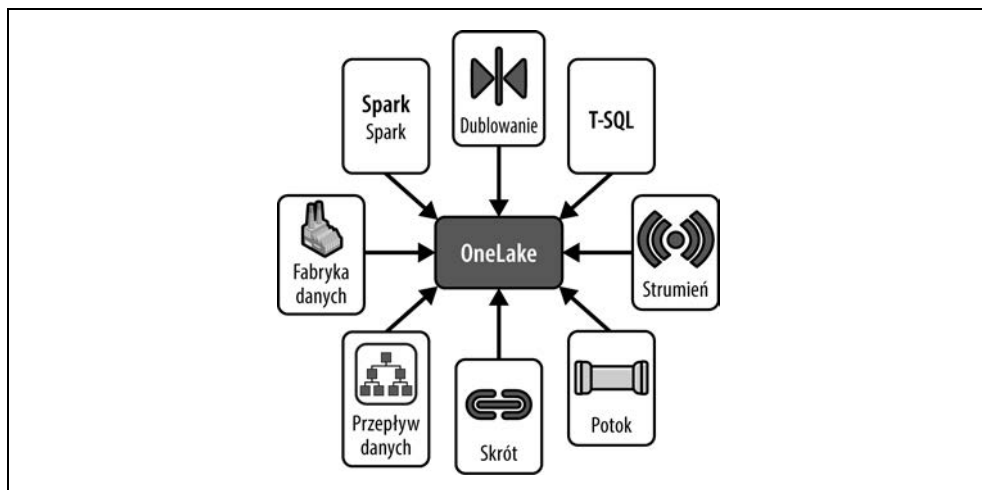 Spark
Spark
Dublowanie
T-SQL
Fabryka
danych
OneLake
Strumień
Przepływ
danych
Skrót
Potok